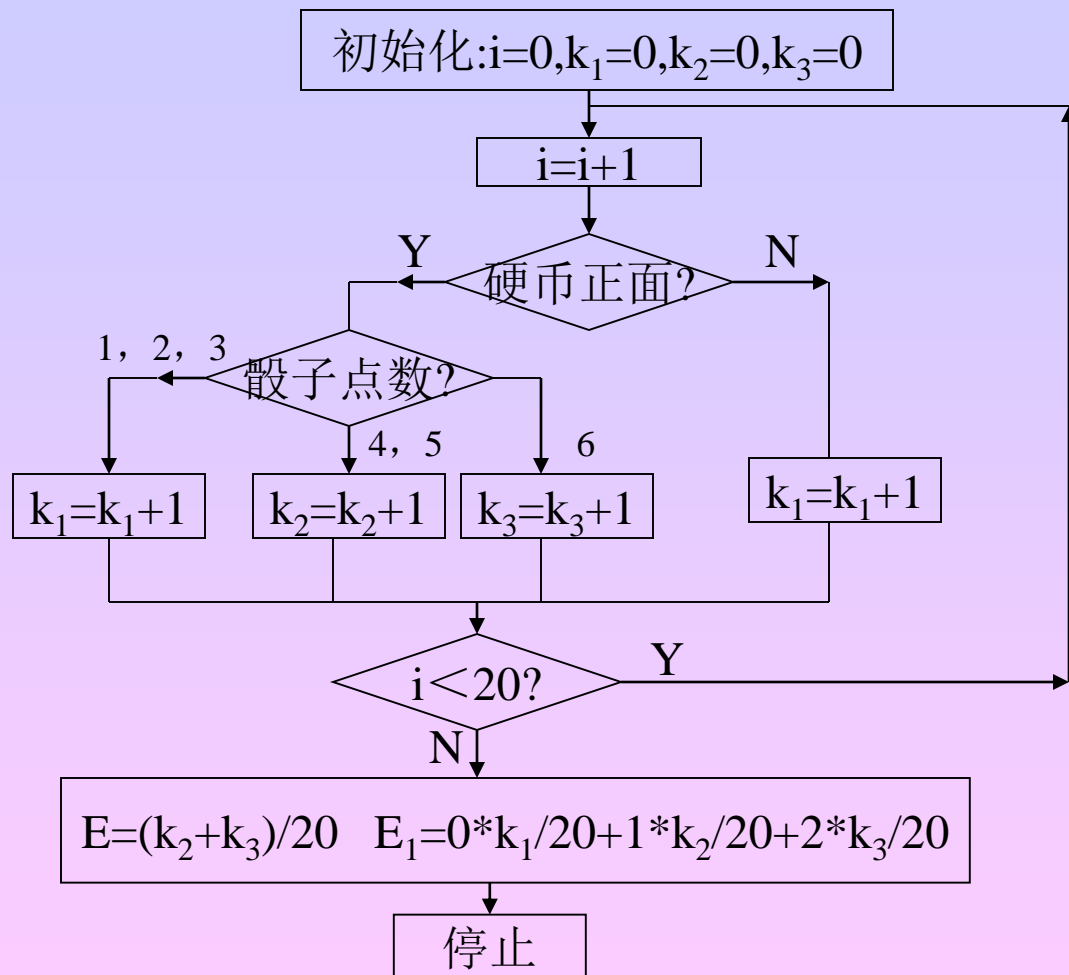 初始化:i=0,k₁=0,k₂=0,k₃=0
i=i+1
Y
N
硬币正面?
1，2，3
骰子点数?
4，5
6
k₁=k₁+1
k₂=k₂+1
k₃=k₃+1
k₁=k₁+1
i＜20?
Y
N
E=(k₂+k₃)/20 E₁=0*k₁/20+1*k₂/20+2*k₃/20
停止